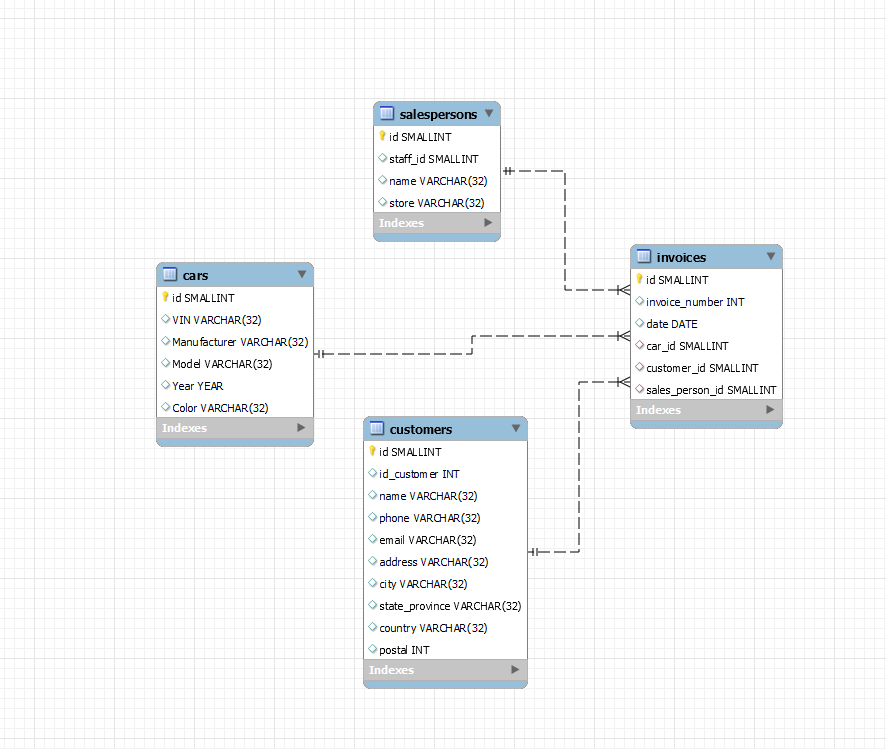 salespersons
id SMALLINT
staff_id SMALLINT
name VARCHAR(32)
store VARCHAR(32)
Indexes
cars
id SMALLINT
VIN VARCHAR(32)
Manufacturer VARCHAR(32)
Model VARCHAR(32)
Year YEAR
Color VARCHAR(32)
Indexes
invoices
id SMALLINT
invoice_number INT
date DATE
car_id SMALLINT
customer_id SMALLINT
sales_person_id SMALLINT
Indexes
customers
id SMALLINT
id_customer INT
name VARCHAR(32)
phone VARCHAR(32)
email VARCHAR(32)
address VARCHAR(32)
city VARCHAR(32)
state_province VARCHAR(32)
country VARCHAR(32)
postal INT
Indexes